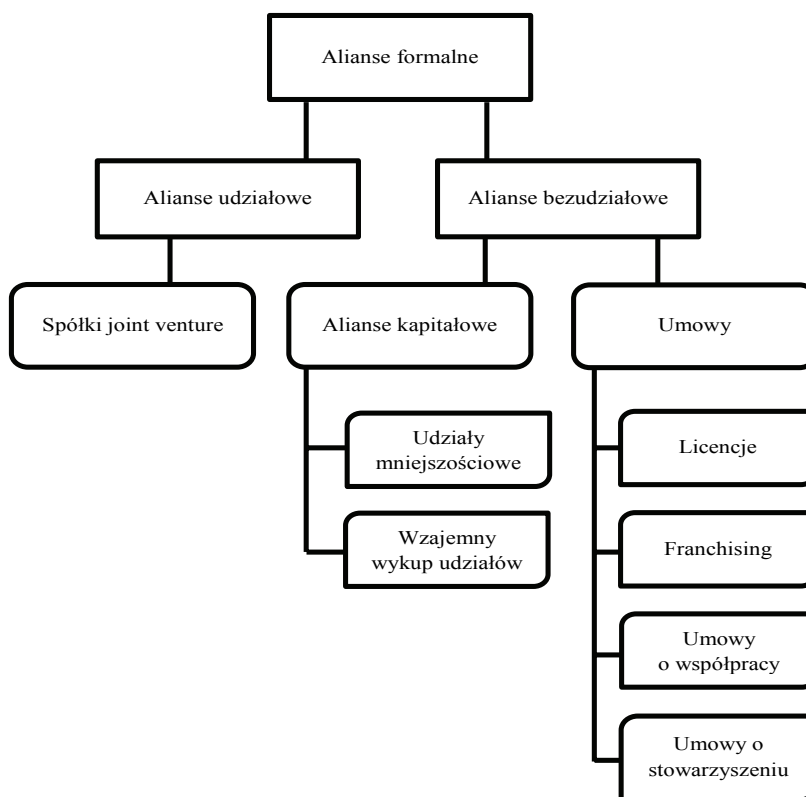 Alianse formalne
Alianse udziałowe
Alianse bezudziałowe
Spółki joint venture
Alianse kapitałowe
Umowy
Udziały
mniejszościowe
Licencje
Wzajemny
wykup udziałów
Franchising
Umowy
o współpracy
Umowy o
stowarzyszeniu